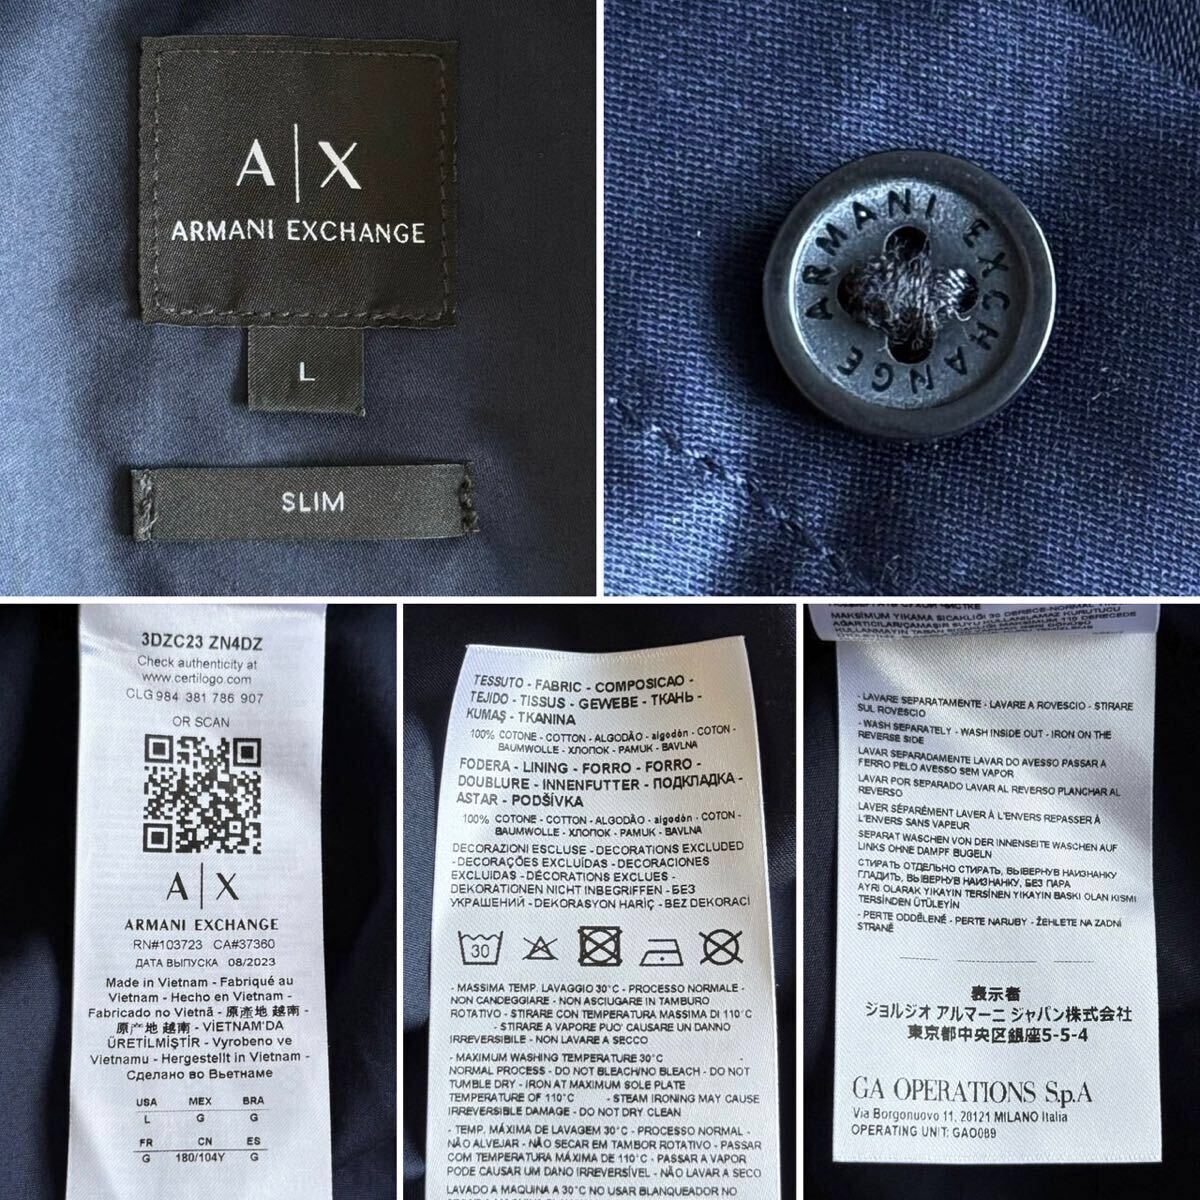 A|X
ARMANI EXCHANGE
L
SLIM
ARMANI EXCHANGE
3DZC23 ZN4DZ
Check authenticity at
www.certilogo.com
CLG 984 381 786 907
OR SCAN
A|X
ARMANI EXCHANGE
RN#103723 CA#37360
ДАТА ВЫПУСКА 08/2023
Made in Vietnam - Fabriqué au
Vietnam - Hecho en Vietnam -
Fabricado no Vietnã - 原產地 越南 -
原产地 越南 - VİETNAM'DA
ÜRETİLMİŞTİR - Vyrobeno ve
Vietnamu - Hergestellt in Vietnam -
Сделано во Вьетнаме
USA MEX BRA
L G G
FR CN ES
G 180/104Y G
TESSUTO - FABRIC - COMPOSICAO -
TEJIDO - TISSUS - GEWEBE - ТКАНЬ -
KUMAŞ - TKANINA
100% COTONE - COTTON - ALGODÃO - algodón - COTON -
BAUMWOLLE - ХЛОПОК - PAMUK - BAVLNA
FODERA - LINING - FORRO - FORRO -
DOUBLURE - INNENFUTTER - ПОДКЛАДКА -
ASTAR - PODŠÍVKA
100% COTONE - COTTON - ALGODÃO - algodón - COTON -
BAUMWOLLE - ХЛОПОК - PAMUK - BAVLNA
DECORAZIONI ESCLUSE - DECORATIONS EXCLUDED
- DECORAÇÕES EXCLUÍDAS - DECORACIONES
EXCLUIDAS - DÉCORATIONS EXCLUES -
DEKORATIONEN NICHT INBEGRIFFEN - БЕЗ
УКРАШЕНИЙ - DEKORASYON HARİÇ - BEZ DEKORACÍ
30
- MASSIMA TEMP. LAVAGGIO 30°C - PROCESSO NORMALE -
NON CANDEGGIARE - NON ASCIUGARE IN TAMBURO
ROTATIVO - STIRARE CON TEMPERATURA MASSIMA DI 110°C
- STIRARE A VAPORE PUO' CAUSARE UN DANNO
IRREVERSIBILE - NON LAVARE A SECCO
- MAXIMUM WASHING TEMPERATURE 30°C -
NORMAL PROCESS - DO NOT BLEACH/NO BLEACH - DO NOT
TUMBLE DRY - IRON AT MAXIMUM SOLE PLATE
TEMPERATURE OF 110°C - STEAM IRONING MAY CAUSE
IRREVERSIBLE DAMAGE - DO NOT DRY CLEAN
- TEMP. MÁXIMA DE LAVAGEM 30°C - PROCESSO NORMAL -
NÃO ALVEJAR - NÃO SECAR EM TAMBOR ROTATIVO - PASSAR
COM TEMPERATURA MÁXIMA DE 110°C - PASSAR A VAPOR
PODE CAUSAR UM DANO IRREVERSÍVEL - NÃO LAVAR A SECO
LAVADO A MAQUINA A 30°C NO USAR BLANQUEADOR NO
MAKSIMUM YIKAMA SICAKLIĞI 30 DERECE-NORMAL
- LAVARE SEPARATAMENTE - LAVARE A ROVESCIO - STIRARE
SUL ROVESCIO
- WASH SEPARATELY - WASH INSIDE OUT - IRON ON THE
REVERSE SIDE
LAVAR SEPARADAMENTE LAVAR DO AVESSO PASSAR A
FERRO PELO AVESSO SEM VAPOR
LAVAR POR SEPARADO LAVAR AL REVERSO PLANCHAR AL
REVERSO
LAVER SÉPARÉMENT LAVER À L'ENVERS REPASSER À
L'ENVERS SANS VAPEUR
SEPARAT WASCHEN VON DER INNENSEITE WASCHEN AUF
LINKS OHNE DAMPF BUGELN
СТИРАТЬ ОТДЕЛЬНО СТИРАТЬ, ВЫВЕРНУВ НАИЗНАНКУ
ГЛАДИТЬ, ВЫВЕРНУВ НАИЗНАНКУ, БЕЗ ПАРА
AYRI OLARAK YIKAYIN TERSİNEN YIKAYIN BASKI OLAN KISMI
TERSİNDEN ÜTÜLEYİN
- PERTE ODDĚLENĚ - PERTE NARUBY - ŽEHLETE NA ZADNÍ
STRANĚ
表示者
ジョルジオ アルマーニ ジャパン株式会社
東京都中央区銀座5-5-4
GA OPERATIONS S.p.A
Via Borgonuovo 11, 20121 MILANO Italia
OPERATING UNIT: GAO089